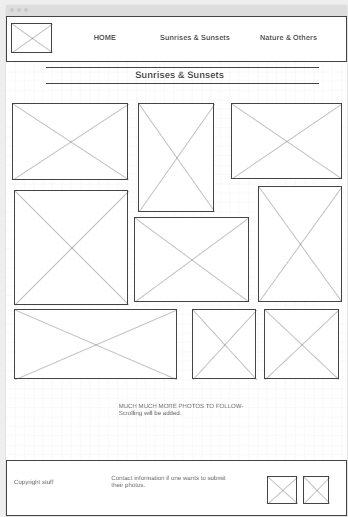 HOME Sunrises & Sunsets Nature & Others
Sunrises & Sunsets
MUCH MUCH MORE PHOTOS TO FOLLOW-
Scrolling will be added.
Copyright stuff
Contact information if one wants to submit
their photos.